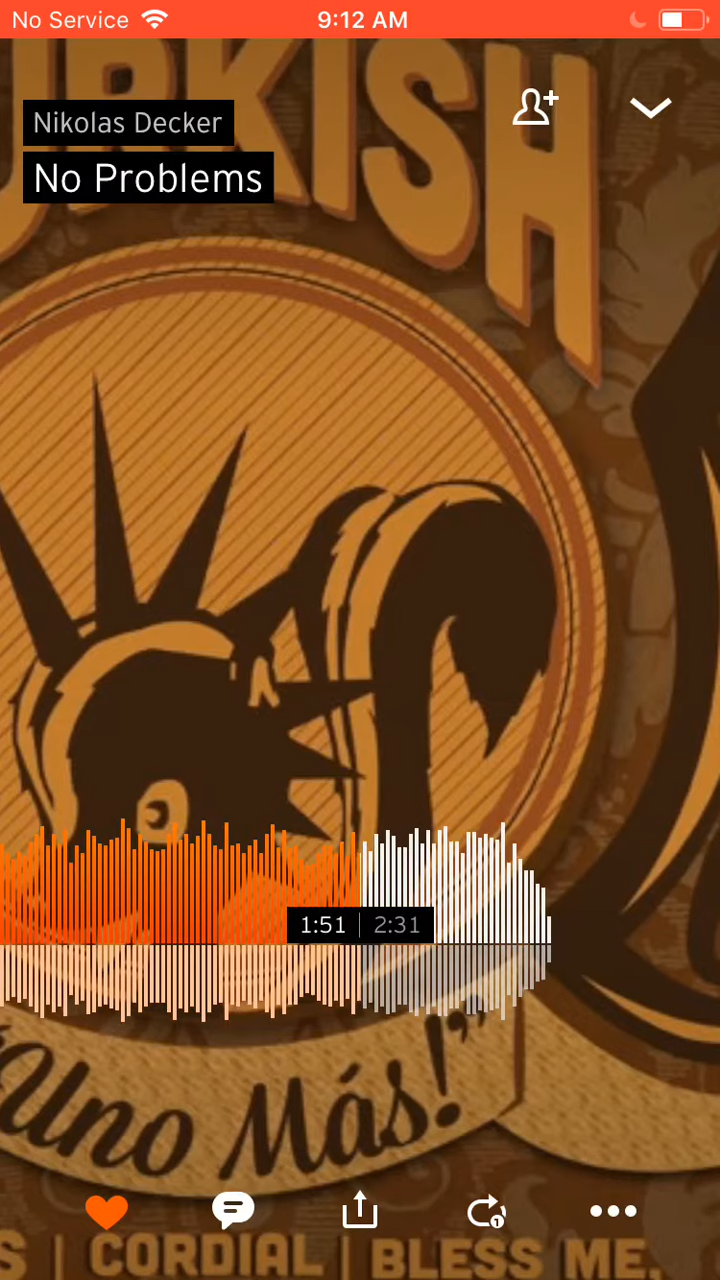 No Service 9:12 AM
URKISH
Nikolas Decker
No Problems
1:51 | 2:31
"Uno Más!"
1
S | CORDIAL | BLESS ME.